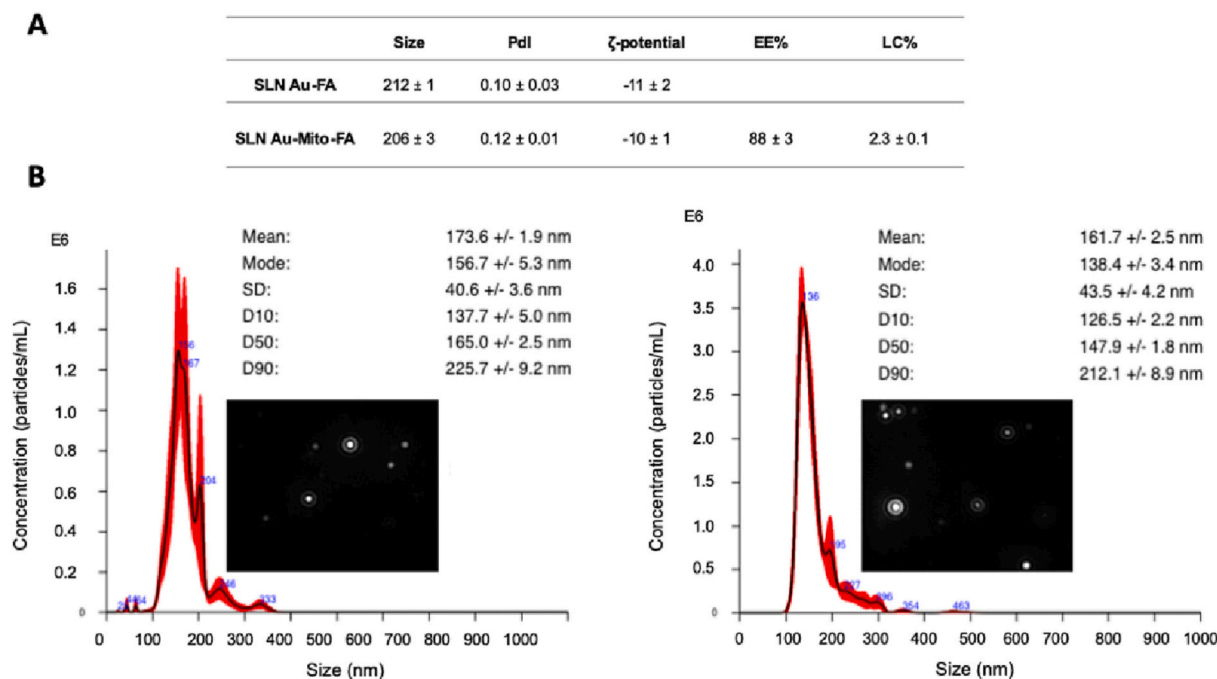 A
Size PdI ζ-potential EE% LC%
SLN Au-FA 212 ± 1 0.10 ± 0.03 -11 ± 2
SLN Au-Mito-FA 206 ± 3 0.12 ± 0.01 -10 ± 1 88 ± 3 2.3 ± 0.1
B
E6
Mean: 173.6 +/- 1.9 nm
Mode: 156.7 +/- 5.3 nm
SD: 40.6 +/- 3.6 nm
D10: 137.7 +/- 5.0 nm
D50: 165.0 +/- 2.5 nm
D90: 225.7 +/- 9.2 nm
Concentration (particles/mL)
1.6
1.4
1.2
1.0
0.8
0.6
0.4
0.2
0
204
333
0 100 200 300 400 500 600 700 800 900 1000
Size (nm)
E6
Mean: 161.7 +/- 2.5 nm
Mode: 138.4 +/- 3.4 nm
SD: 43.5 +/- 4.2 nm
D10: 126.5 +/- 2.2 nm
D50: 147.9 +/- 1.8 nm
D90: 212.1 +/- 8.9 nm
Concentration (particles/mL)
4.0
3.5
3.0
2.5
2.0
1.5
1.0
0.5
0
136
354
463
0 100 200 300 400 500 600 700 800 900 1000
Size (nm)